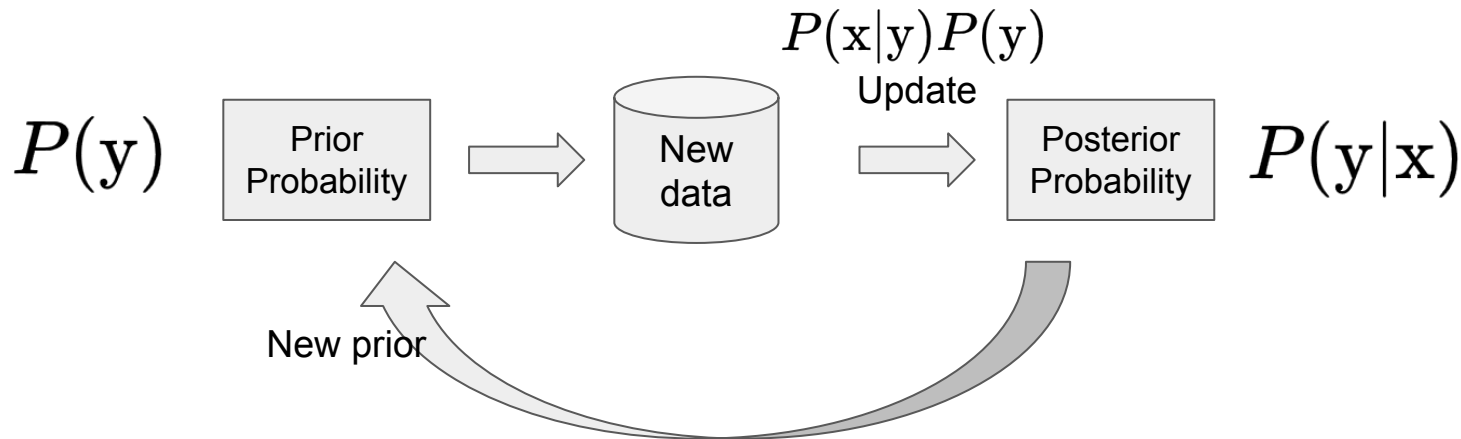 P(x|y)P(y)
Update
P(y)
Prior
Probability
New
data
Posterior
Probability
P(y|x)
New prior